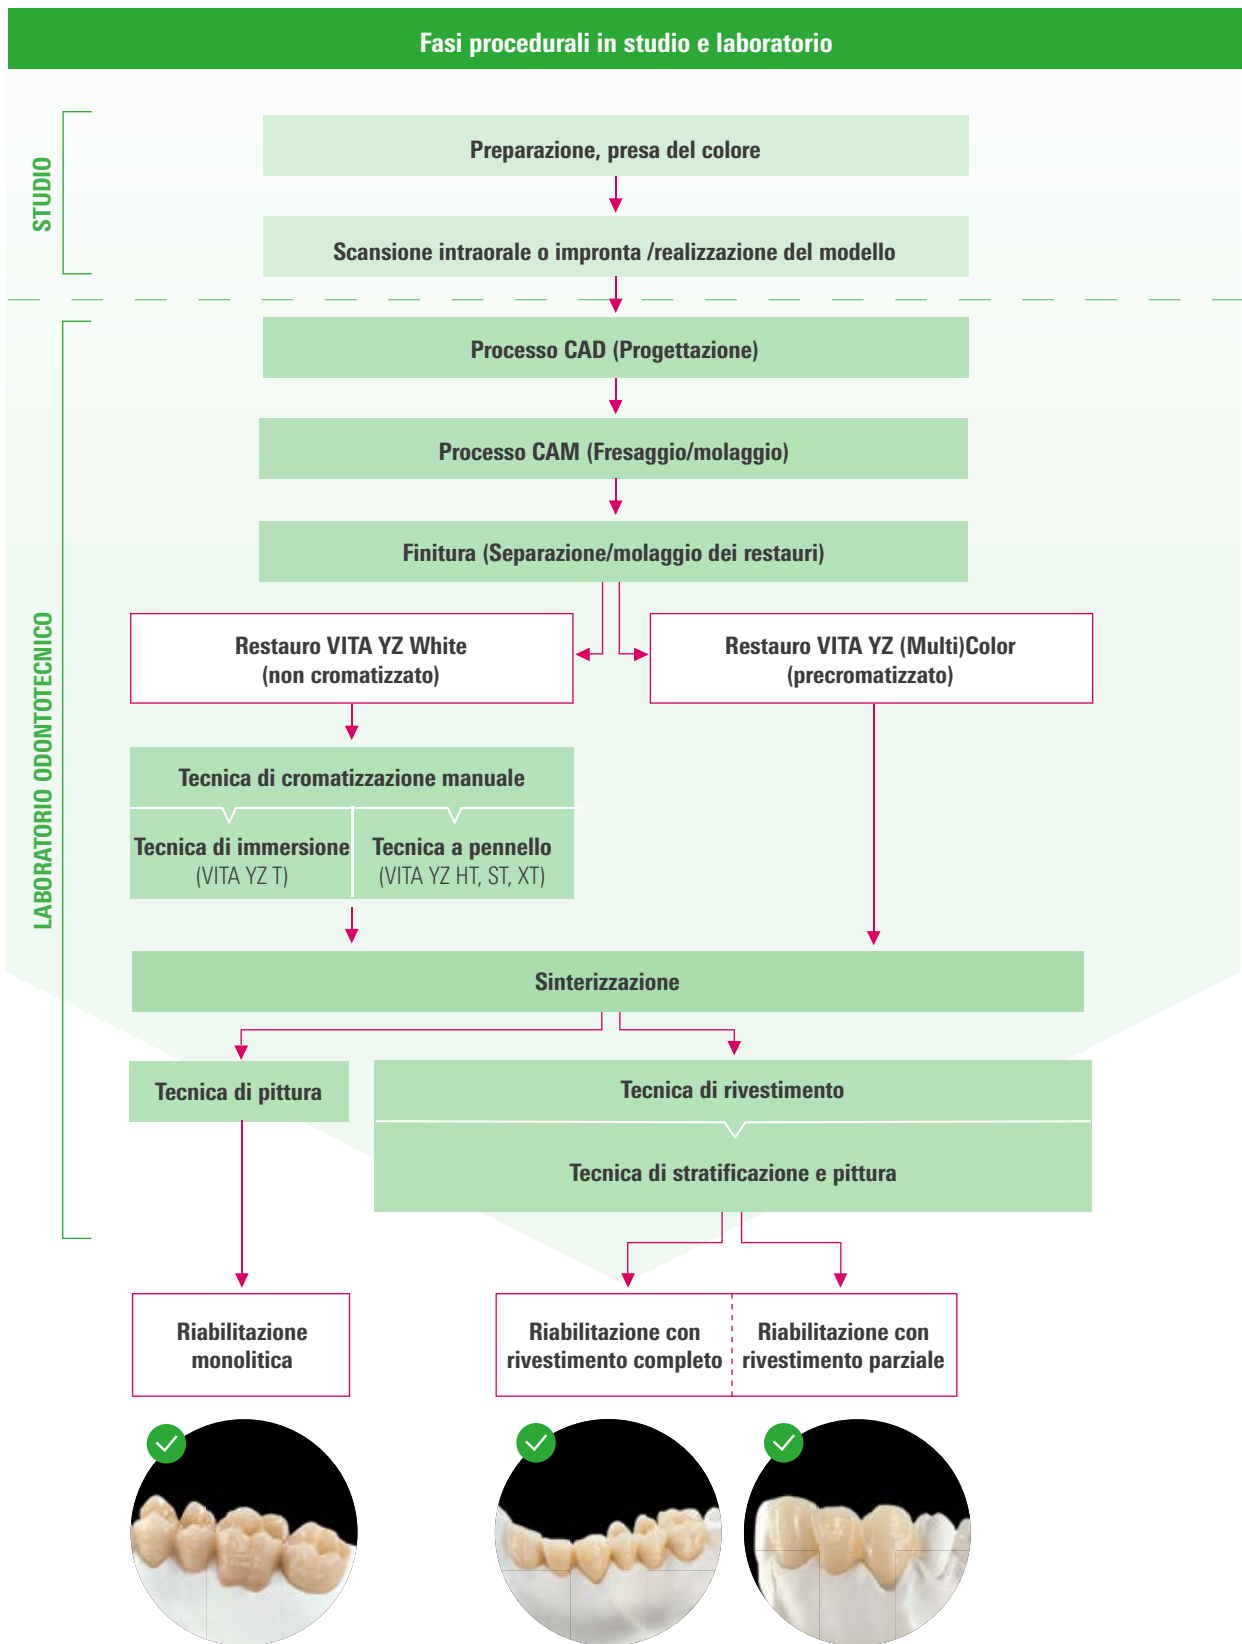 Fasi procedurali in studio e laboratorio
STUDIO
Preparazione, presa del colore
Scansione intraorale o impronta /realizzazione del modello
LABORATORIO ODONTOTECNICO
Processo CAD (Progettazione)
Processo CAM (Fresaggio/molaggio)
Finitura (Separazione/molaggio dei restauri)
Restauro VITA YZ White
(non cromatizzato)
Restauro VITA YZ (Multi)Color
(precromatizzato)
Tecnica di cromatizzazione manuale
Tecnica di immersione
(VITA YZ T)
Tecnica a pennello
(VITA YZ HT, ST, XT)
Sinterizzazione
Tecnica di pittura
Tecnica di rivestimento
Tecnica di stratificazione e pittura
Riabilitazione
monolitica
Riabilitazione con
rivestimento completo
Riabilitazione con
rivestimento parziale